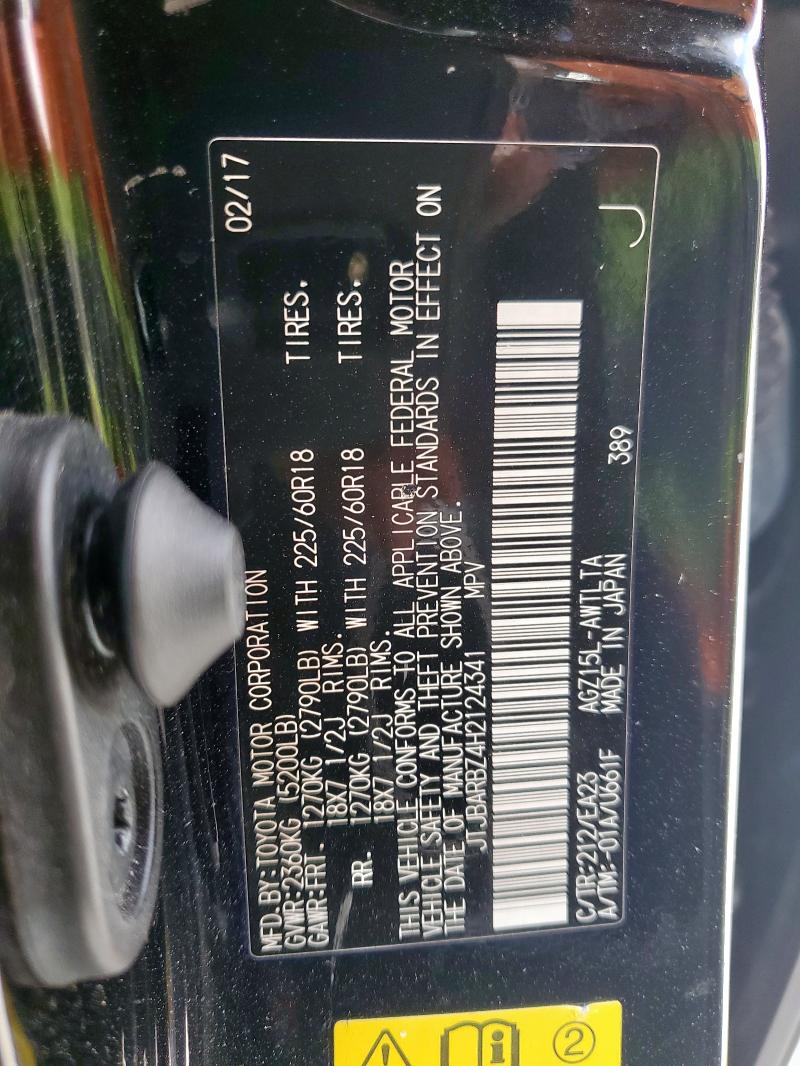 MFD.BY:TOYOTA MOTOR CORPORATION 02/17
GVWR:2360KG (5200LB)
GAWR:FRT. 1270KG (2790LB) WITH 225/60R18 TIRES.
18X7 1/2J RIMS.
RR. 1270KG (2790LB) WITH 225/60R18 TIRES.
18X7 1/2J RIMS.
THIS VEHICLE CONFORMS TO ALL APPLICABLE FEDERAL MOTOR
VEHICLE SAFETY AND THEFT PREVENTION STANDARDS IN EFFECT ON
THE DATE OF MANUFACTURE SHOWN ABOVE.
JTJBARBZ4H2124341 MPV
C/TR:212/EA23 AGZ15L-AWTLTA
A/TM:-01A/U661F MADE IN JAPAN 389 J
i 2